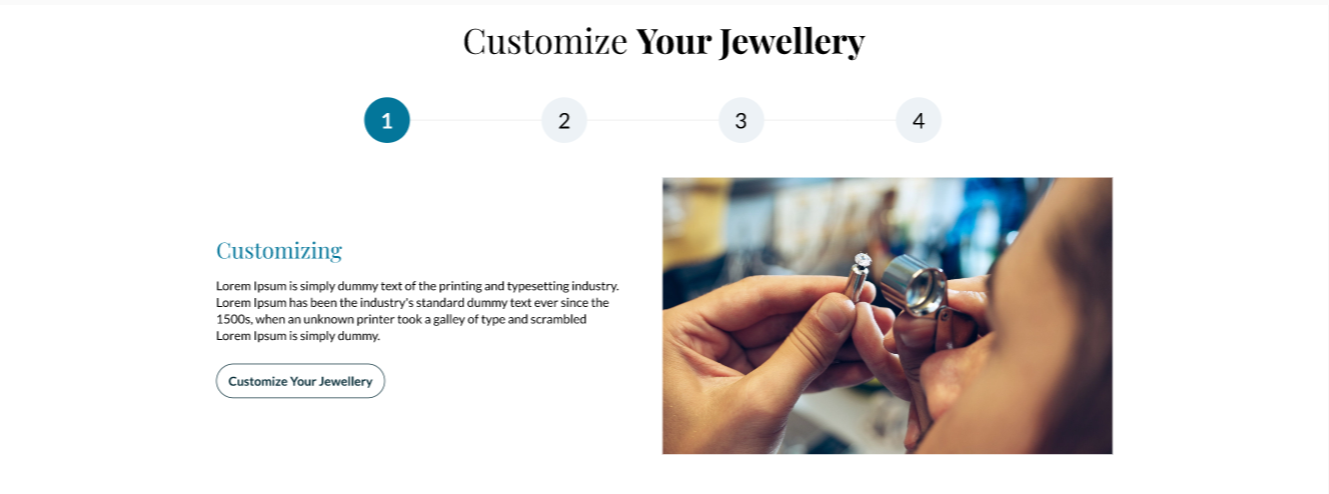 Customize Your Jewellery
1 2 3 4
Customizing
Lorem Ipsum is simply dummy text of the printing and typesetting industry.
Lorem Ipsum has been the industry's standard dummy text ever since the
1500s, when an unknown printer took a galley of type and scrambled
Lorem Ipsum is simply dummy.
Customize Your Jewellery